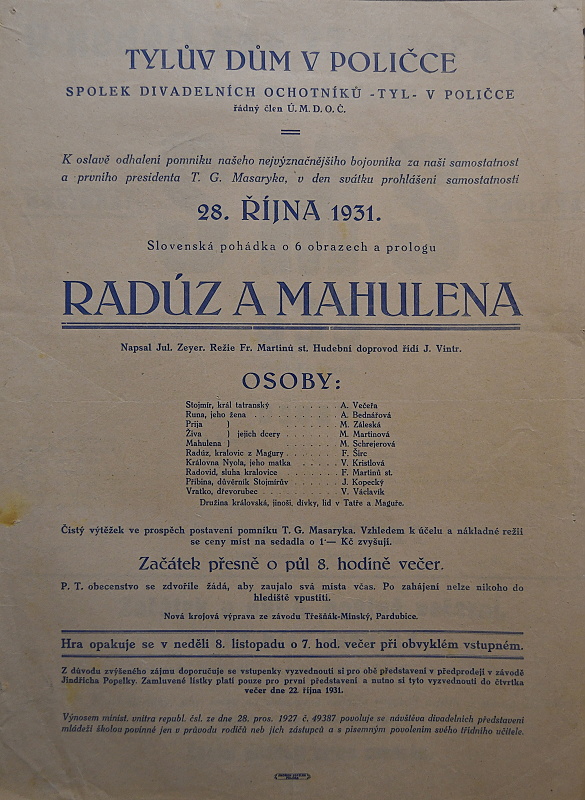 TYLŮV DŮM V POLIČCE
SPOLEK DIVADELNÍCH OCHOTNÍKŮ -TYL- V POLIČCE
řádný člen Ú. M. D. O. Č.
K oslavě odhalení pomníku našeho nejvýznačnějšího bojovníka za naši samostatnost
a prvního presidenta T. G. Masaryka, v den svátku prohlášení samostatnosti
28. ŘÍJNA 1931.
Slovenská pohádka o 6 obrazech a prologu
RADÚZ A MAHULENA
Napsal Jul. Zeyer. Režie Fr. Martinů st. Hudební doprovod řídí J. Vintr.
OSOBY:
Stojmír, král tatranský . . . . . . . . A. Večeřa
Runa, jeho žena . . . . . . . . . . . A. Bednářová
Prija } M. Záleská
Živa } jejich dcery . . . . . . M. Martinová
Mahulena } M. Schrejerová
Radúz, kralovic z Magury . . . . . . F. Širc
Královna Nyola, jeho matka . . . . . V. Kristlová
Radovid, sluha kralovice . . . . . . . F. Martinů st.
Přibina, důvěrník Stojmírův . . . . . . J. Kopecký
Vratko, dřevorubec . . . . . . . . . V. Václavík
Družina královská, jinoši, dívky, lid v Tatře a Maguře.
Čistý výtěžek ve prospěch postavení pomníku T. G. Masaryka. Vzhledem k účelu a nákladné režii
se ceny míst na sedadla o 1·— Kč zvyšují.
Začátek přesně o půl 8. hodině večer.
P. T. obecenstvo se zdvořile žádá, aby zaujalo svá místa včas. Po zahájení nelze nikoho do
hlediště vpustiti.
Nová krojová výprava ze závodu Třešňák-Minský, Pardubice.
Hra opakuje se v neděli 8. listopadu o 7. hod. večer při obvyklém vstupném.
Z důvodu zvýšeného zájmu doporučuje se vstupenky vyzvednouti si pro obě představení v předprodeji v závodě
Jindřicha Popelky. Zamluvené lístky platí pouze pro první představení a nutno si tyto vyzvednouti do čtvrtka
večer dne 22. října 1931.
Výnosem minist. vnitra republ. čsl. ze dne 28. pros. 1927 č. 49387 povoluje se návštěva divadelních představení
mládeži školou povinné jen v průvodu rodičů neb jich zástupců a s písemným povolením svého třídního učitele.